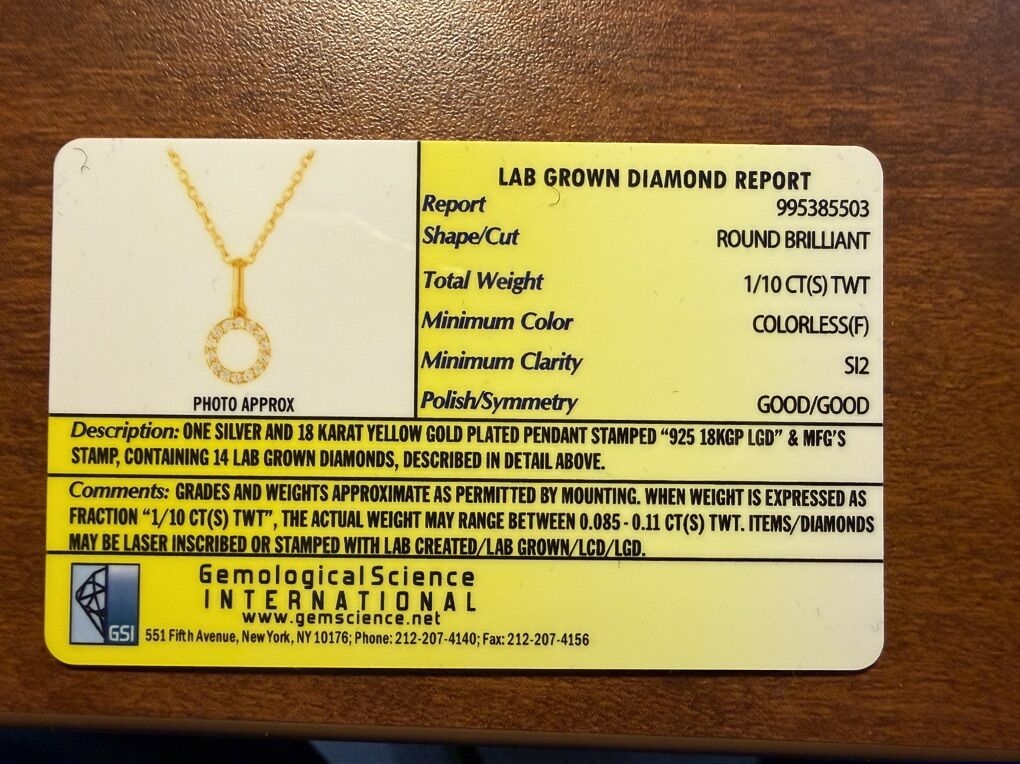 LAB GROWN DIAMOND REPORT
Report 995385503
Shape/Cut ROUND BRILLIANT
Total Weight 1/10 CT(S) TWT
Minimum Color COLORLESS(F)
Minimum Clarity SI2
Polish/Symmetry GOOD/GOOD
PHOTO APPROX
Description: ONE SILVER AND 18 KARAT YELLOW GOLD PLATED PENDANT STAMPED “925 18KGP LGD” & MFG'S
STAMP, CONTAINING 14 LAB GROWN DIAMONDS, DESCRIBED IN DETAIL ABOVE.
Comments: GRADES AND WEIGHTS APPROXIMATE AS PERMITTED BY MOUNTING. WHEN WEIGHT IS EXPRESSED AS
FRACTION “1/10 CT(S) TWT”, THE ACTUAL WEIGHT MAY RANGE BETWEEN 0.085 - 0.11 CT(S) TWT. ITEMS/DIAMONDS
MAY BE LASER INSCRIBED OR STAMPED WITH LAB CREATED/LAB GROWN/LCD/LGD.
Gemological Science
INTERNATIONAL
www.gemscience.net
GSI
551 Fifth Avenue, New York, NY 10176; Phone: 212-207-4140; Fax: 212-207-4156